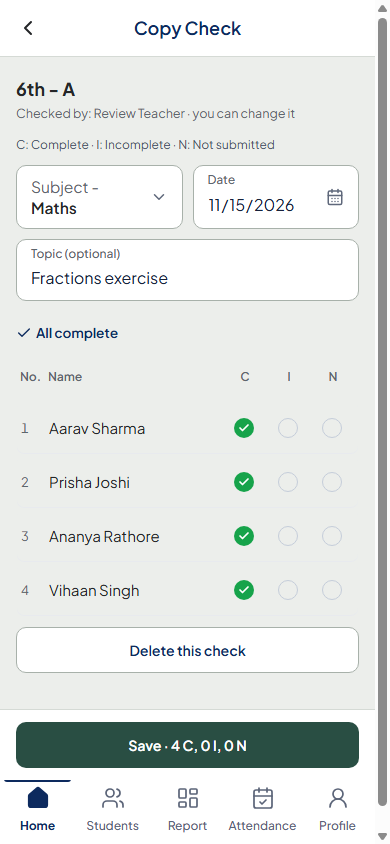 Copy Check
6th - A
Checked by: Review Teacher · you can change it
C: Complete · I: Incomplete · N: Not submitted
Subject -
Maths
Date
11/15/2026
Topic (optional)
Fractions exercise
All complete
No. Name C I N
1 Aarav Sharma
2 Prisha Joshi
3 Ananya Rathore
4 Vihaan Singh
Delete this check
Save · 4 C, 0 I, 0 N
Home Students Report Attendance Profile